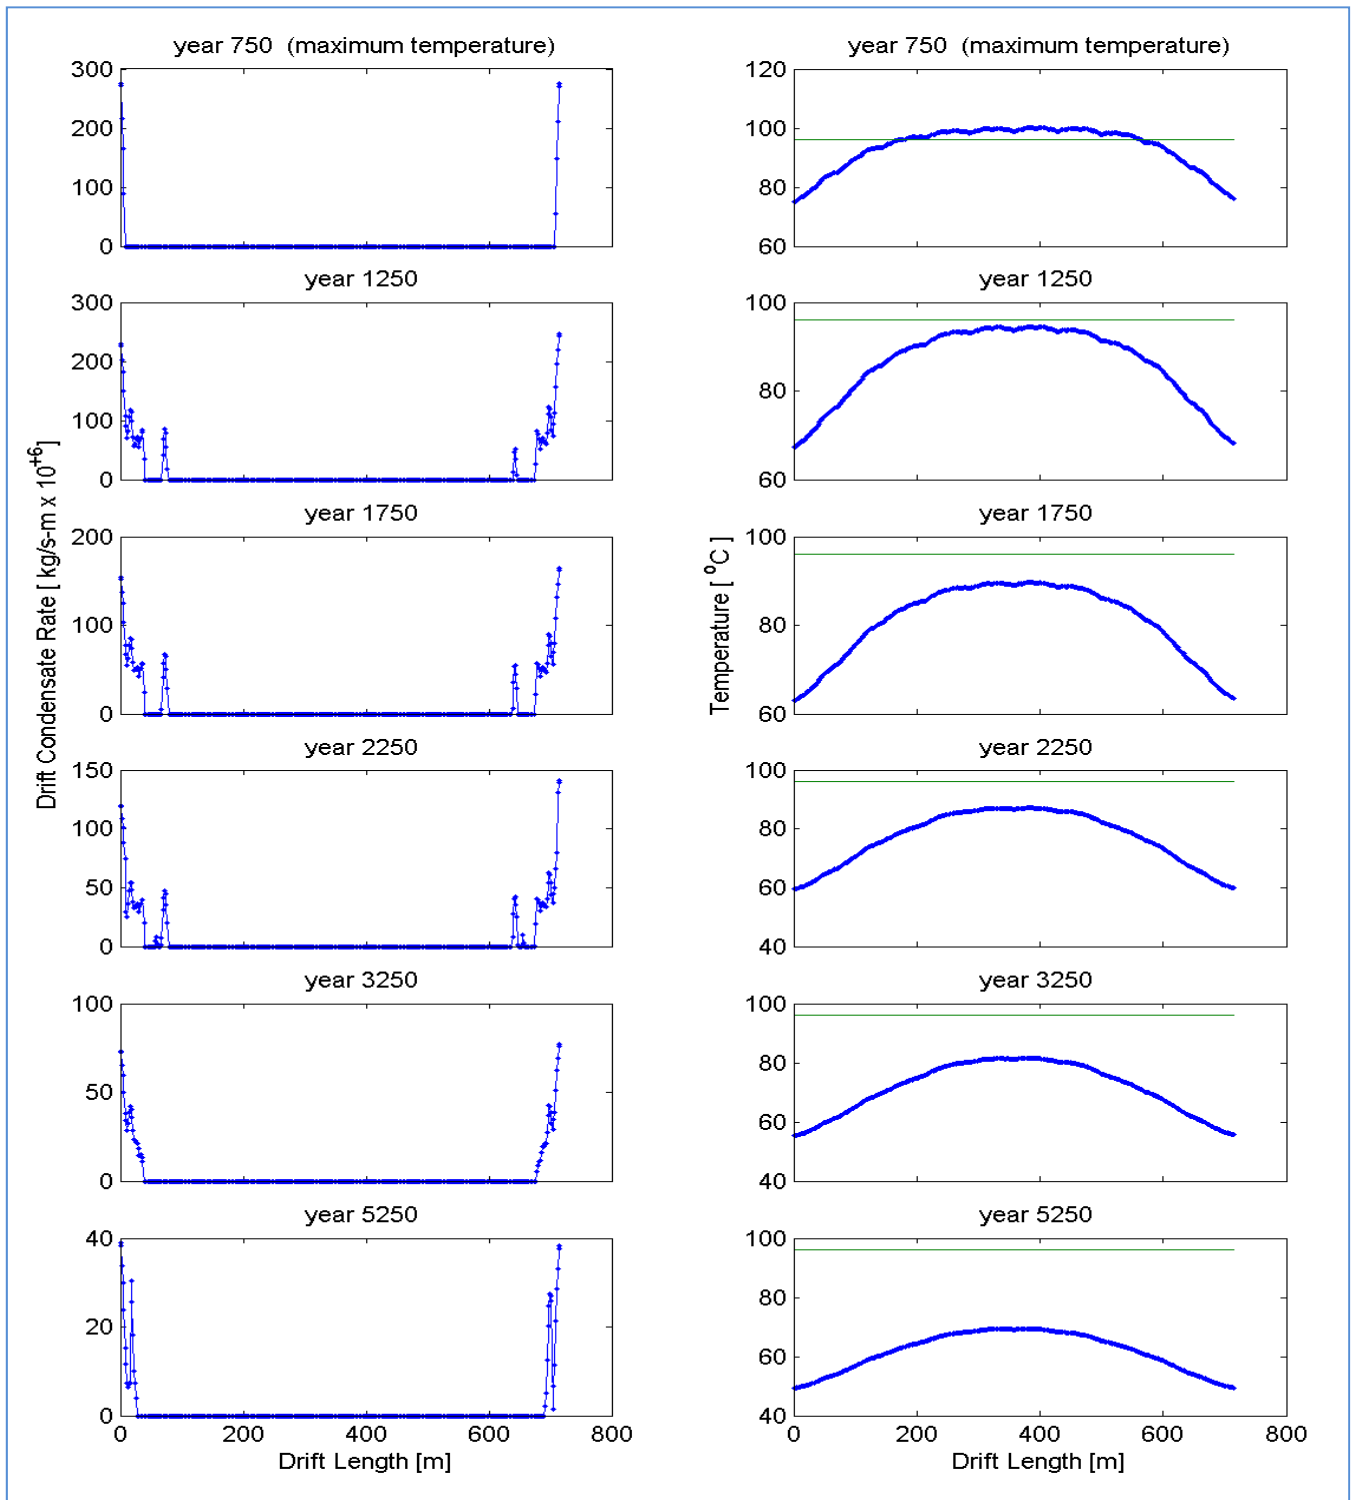 year 750 (maximum temperature)
300
200
100
0
year 750 (maximum temperature)
120
100
80
60
year 1250
300
200
100
0
year 1250
100
80
60
year 1750
200
100
0
year 1750
100
80
60
year 2250
150
100
50
0
year 2250
100
80
60
40
year 3250
100
50
0
year 3250
100
80
60
40
year 5250
40
20
0
year 5250
100
80
60
40
0 200 400 600 800
0 200 400 600 800
Drift Length [m]
Drift Length [m]
Drift Condensate Rate [ kg/s-m x 10⁺⁶]
Temperature [ ⁰C ]